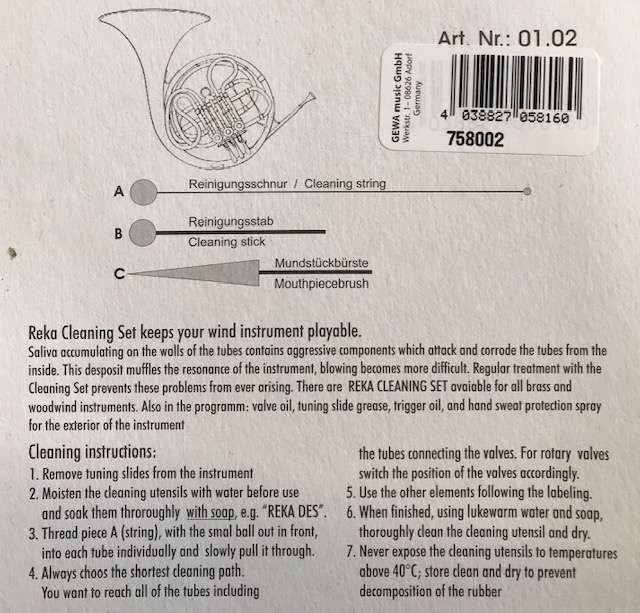 Art. Nr.: 01.02
GEWA music GmbH
Werkstr. 1 – 08626 Adorf
Germany
4 038827 058160
758002
A
Reinigungsschnur / Cleaning string
B
Reinigungsstab
Cleaning stick
C
Mundstückbürste
Mouthpiecebrush
Reka Cleaning Set keeps your wind instrument playable.
Saliva accumulating on the walls of the tubes contains aggressive components which attack and corrode the tubes from the
inside. This desposit muffles the resonance of the instrument, blowing becomes more difficult. Regular treatment with the
Cleaning Set prevents these problems from ever arising. There are REKA CLEANING SET avaiable for all brass and
woodwind instruments. Also in the programm: valve oil, tuning slide grease, trigger oil, and hand sweat protection spray
for the exterior of the instrument
Cleaning instructions:
1. Remove tuning slides from the instrument
2. Moisten the cleaning utensils with water before use
and soak them throroughly with soap, e.g. "REKA DES".
3. Thread piece A (string), with the smal ball out in front,
into each tube individually and slowly pull it through.
4. Always choos the shortest cleaning path.
You want to reach all of the tubes including
the tubes connecting the valves. For rotary valves
switch the position of the valves accordingly.
5. Use the other elements following the labeling.
6. When finished, using lukewarm water and soap,
thoroughly clean the cleaning utensil and dry.
7. Never expose the cleaning utensils to temperatures
above 40°C; store clean and dry to prevent
decomposition of the rubber